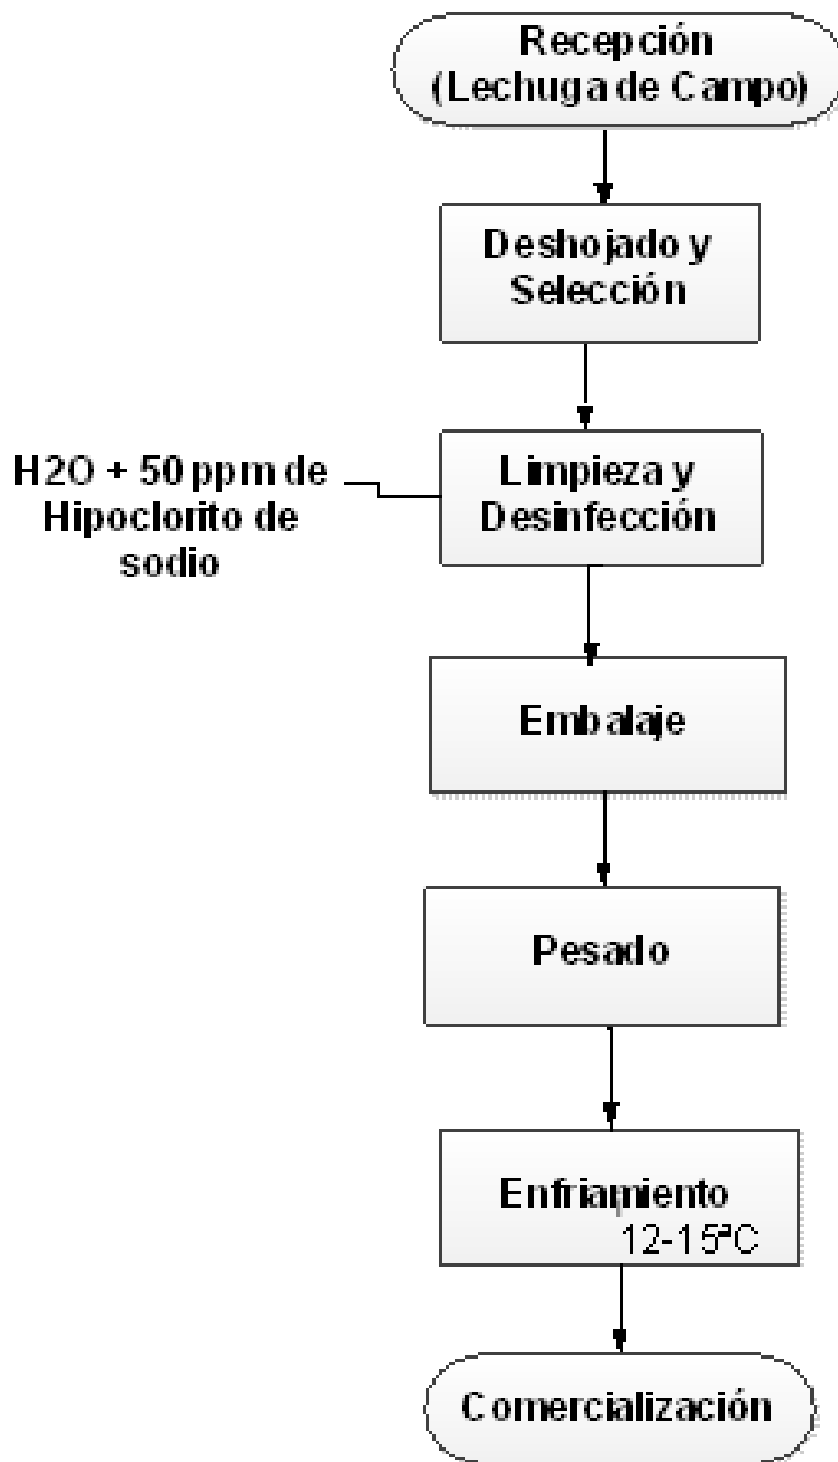 Recepción
(Lechuga de Campo)
Deshojado y
Selección
H2O + 50 ppm de
Hipoclorito de
sodio
Limpieza y
Desinfección
Embalaje
Pesado
Enfriamiento
12-15ªC
Comercialización